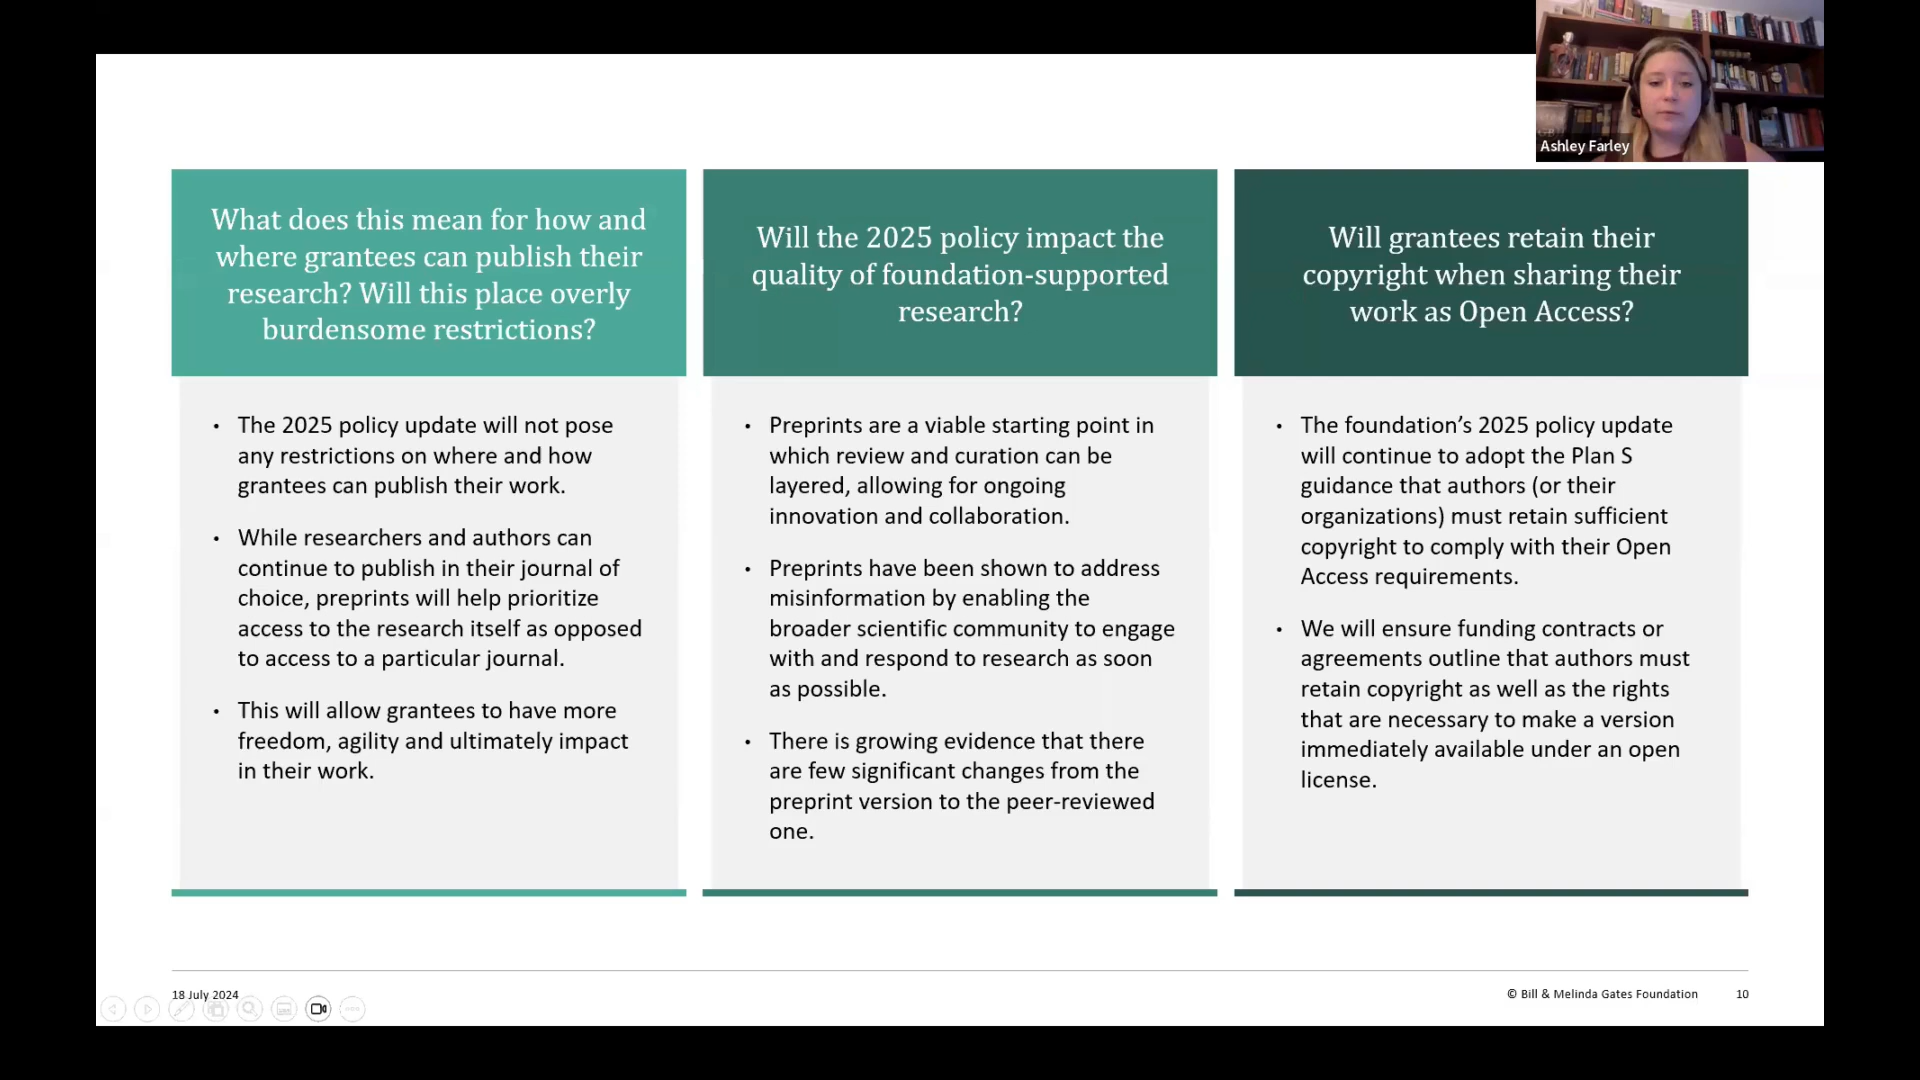 Ashley Farley
What does this mean for how and
where grantees can publish their
research? Will this place overly
burdensome restrictions?
• The 2025 policy update will not pose
any restrictions on where and how
grantees can publish their work.
• While researchers and authors can
continue to publish in their journal of
choice, preprints will help prioritize
access to the research itself as opposed
to access to a particular journal.
• This will allow grantees to have more
freedom, agility and ultimately impact
in their work.
Will the 2025 policy impact the
quality of foundation-supported
research?
• Preprints are a viable starting point in
which review and curation can be
layered, allowing for ongoing
innovation and collaboration.
• Preprints have been shown to address
misinformation by enabling the
broader scientific community to engage
with and respond to research as soon
as possible.
• There is growing evidence that there
are few significant changes from the
preprint version to the peer-reviewed
one.
Will grantees retain their
copyright when sharing their
work as Open Access?
• The foundation’s 2025 policy update
will continue to adopt the Plan S
guidance that authors (or their
organizations) must retain sufficient
copyright to comply with their Open
Access requirements.
• We will ensure funding contracts or
agreements outline that authors must
retain copyright as well as the rights
that are necessary to make a version
immediately available under an open
license.
18 July 2024
© Bill & Melinda Gates Foundation
10